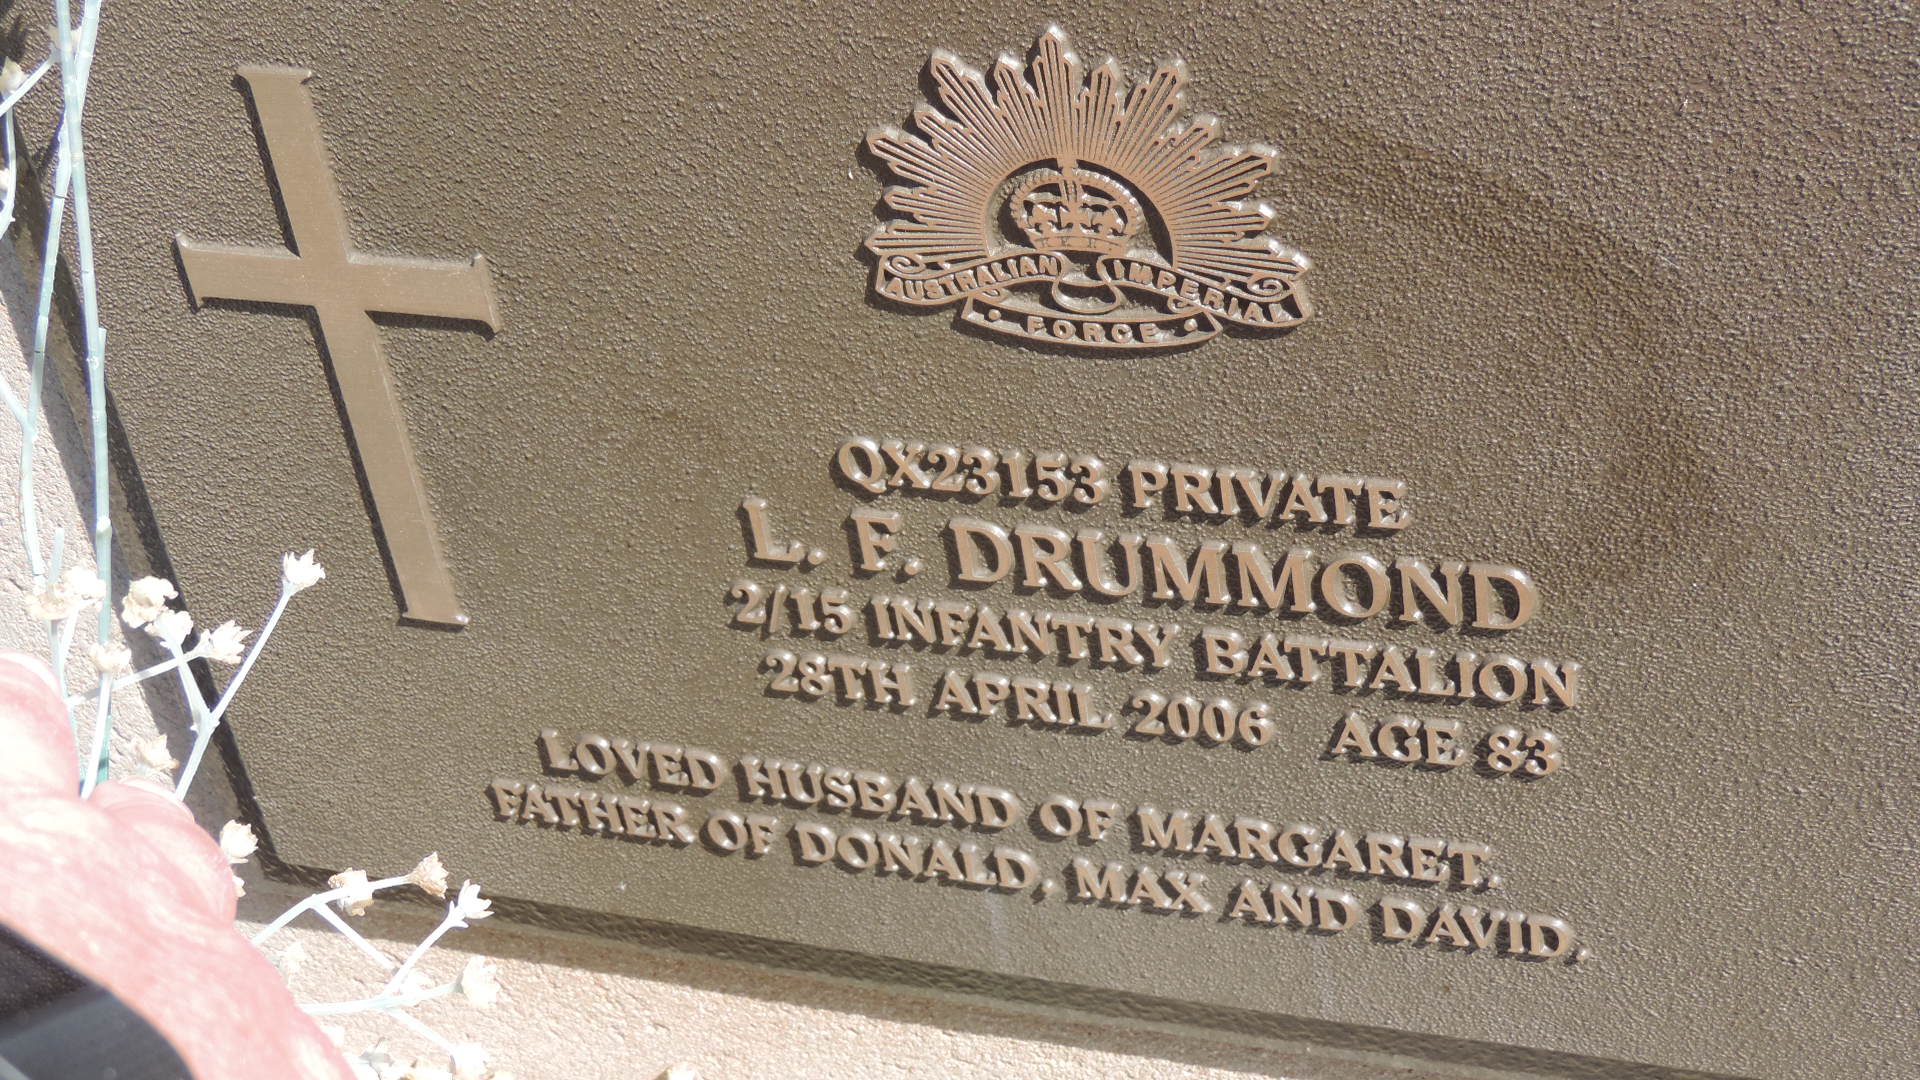 AUSTRALIAN IMPERIAL
FORCE
QX23153 PRIVATE
L. F. DRUMMOND
2/15 INFANTRY BATTALION
28TH APRIL 2006 AGE 83
LOVED HUSBAND OF MARGARET.
FATHER OF DONALD, MAX AND DAVID.